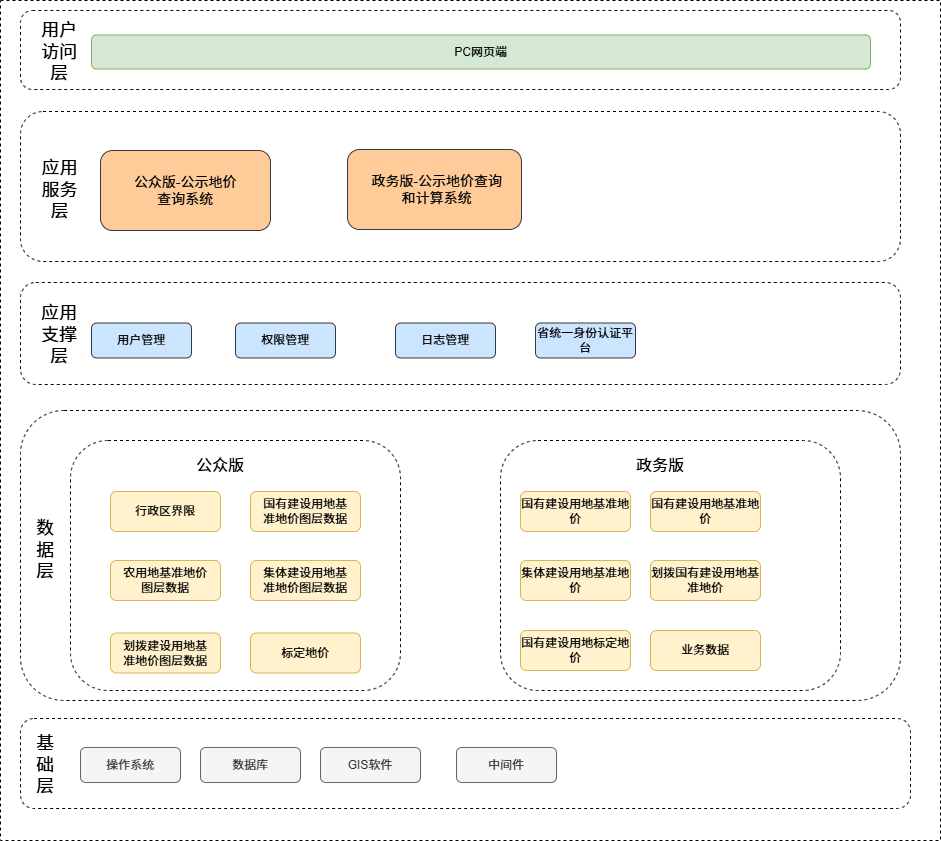 用户
访问
层
PC网页端
应用
服务
层
公众版-公示地价
查询系统
政务版-公示地价查询
和计算系统
应用
支撑
层
用户管理
权限管理
日志管理
省统一身份认证平
台
数
据
层
公众版
行政区界限
国有建设用地基
准地价图层数据
农用地基准地价
图层数据
集体建设用地基
准地价图层数据
划拨建设用地基
准地价图层数据
标定地价
政务版
国有建设用地基准地
价
国有建设用地基准地
价
集体建设用地基准地
价
划拨国有建设用地基
准地价
国有建设用地标定地
价
业务数据
基
础
层
操作系统
数据库
GIS软件
中间件